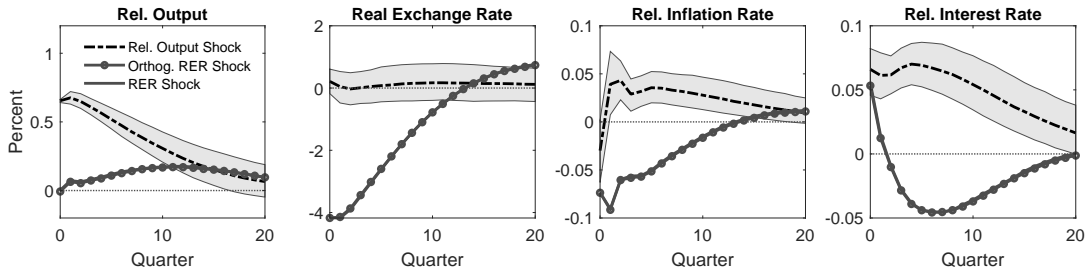 Rel. Output
Real Exchange Rate
Rel. Inflation Rate
Rel. Interest Rate
Percent
1
0.5
0
Rel. Output Shock
Orthog. RER Shock
RER Shock
0
10
20
Quarter
2
0
-2
-4
0
10
20
Quarter
0.1
0.05
0
-0.05
-0.1
0
10
20
Quarter
0.1
0.05
0
-0.05
0
10
20
Quarter